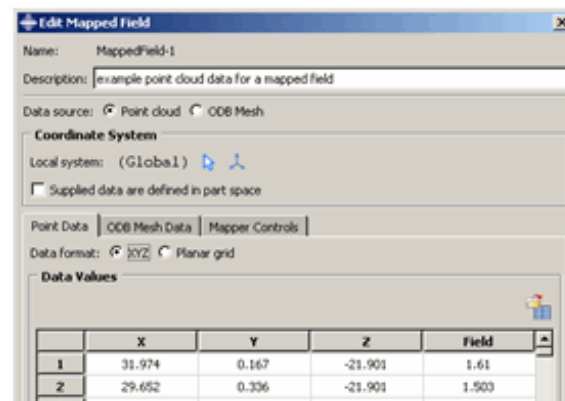 Edit Mapped Field
Name: MappedField-1
Description: example point cloud data for a mapped field
Data source: Point cloud ODB Mesh
Coordinate System
Local system: (Global)
Supplied data are defined in part space
Point Data ODB Mesh Data Mapper Controls
Data format: XYZ Planar grid
Data Values
X Y Z Field
1 31.974 0.167 -21.901 1.61
2 29.652 0.336 -21.901 1.503